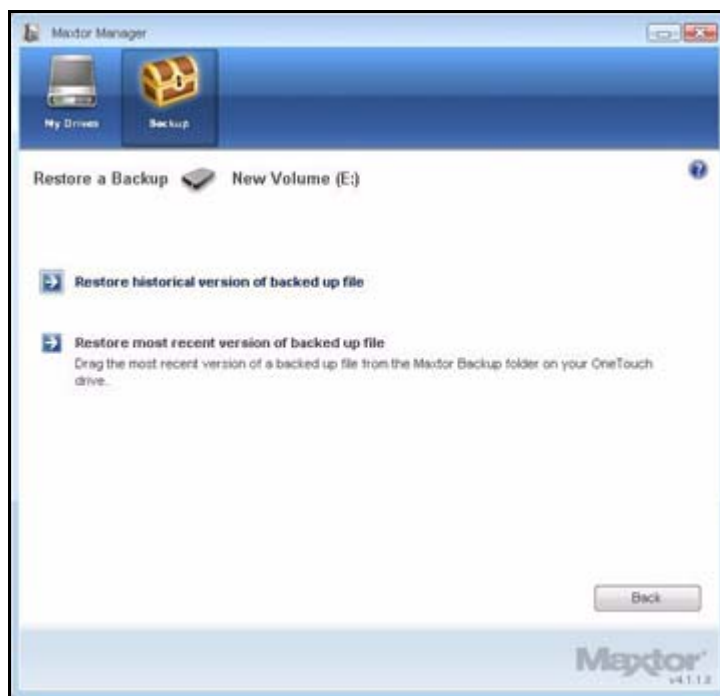 Maxtor Manager
My Drives
Backup
Restore a Backup New Volume (E:)
Restore historical version of backed up file
Restore most recent version of backed up file
Drag the most recent version of a backed up file from the Maxtor Backup folder on your OneTouch
drive.
Back
Maxtor